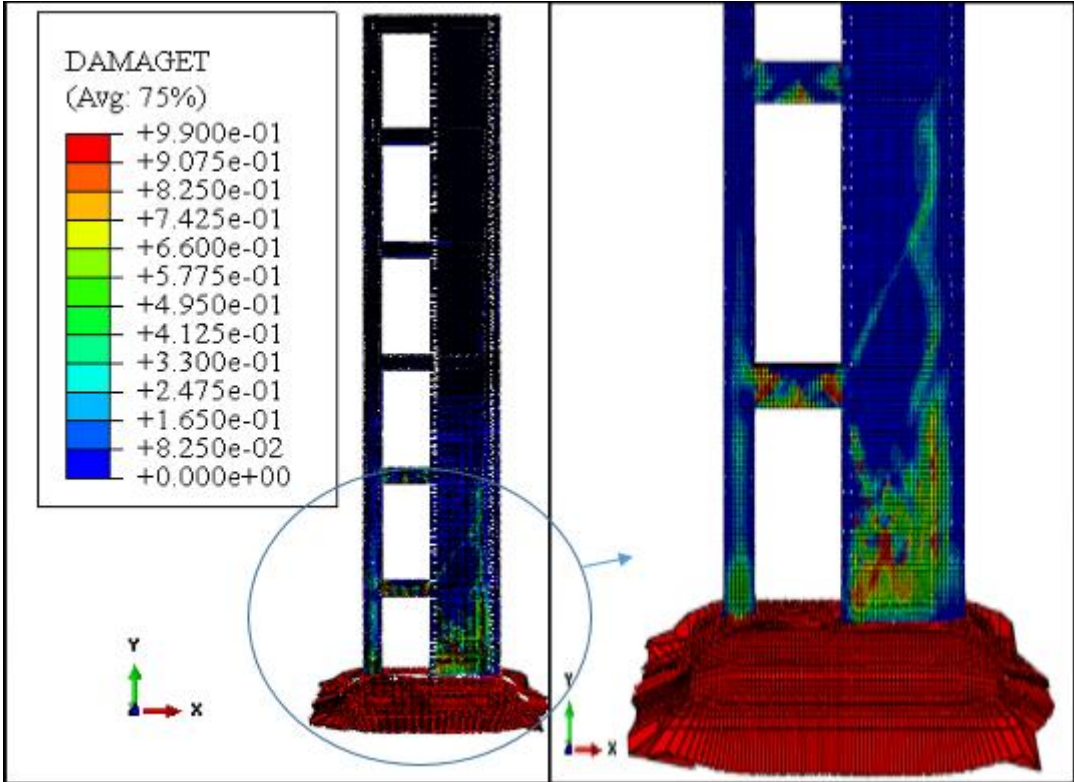 DAMAGET
(Avg: 75%)
+9.900e-01
+9.075e-01
+8.250e-01
+7.425e-01
+6.600e-01
+5.775e-01
+4.950e-01
+4.125e-01
+3.300e-01
+2.475e-01
+1.650e-01
+8.250e-02
+0.000e+00
Y
X
Y
X